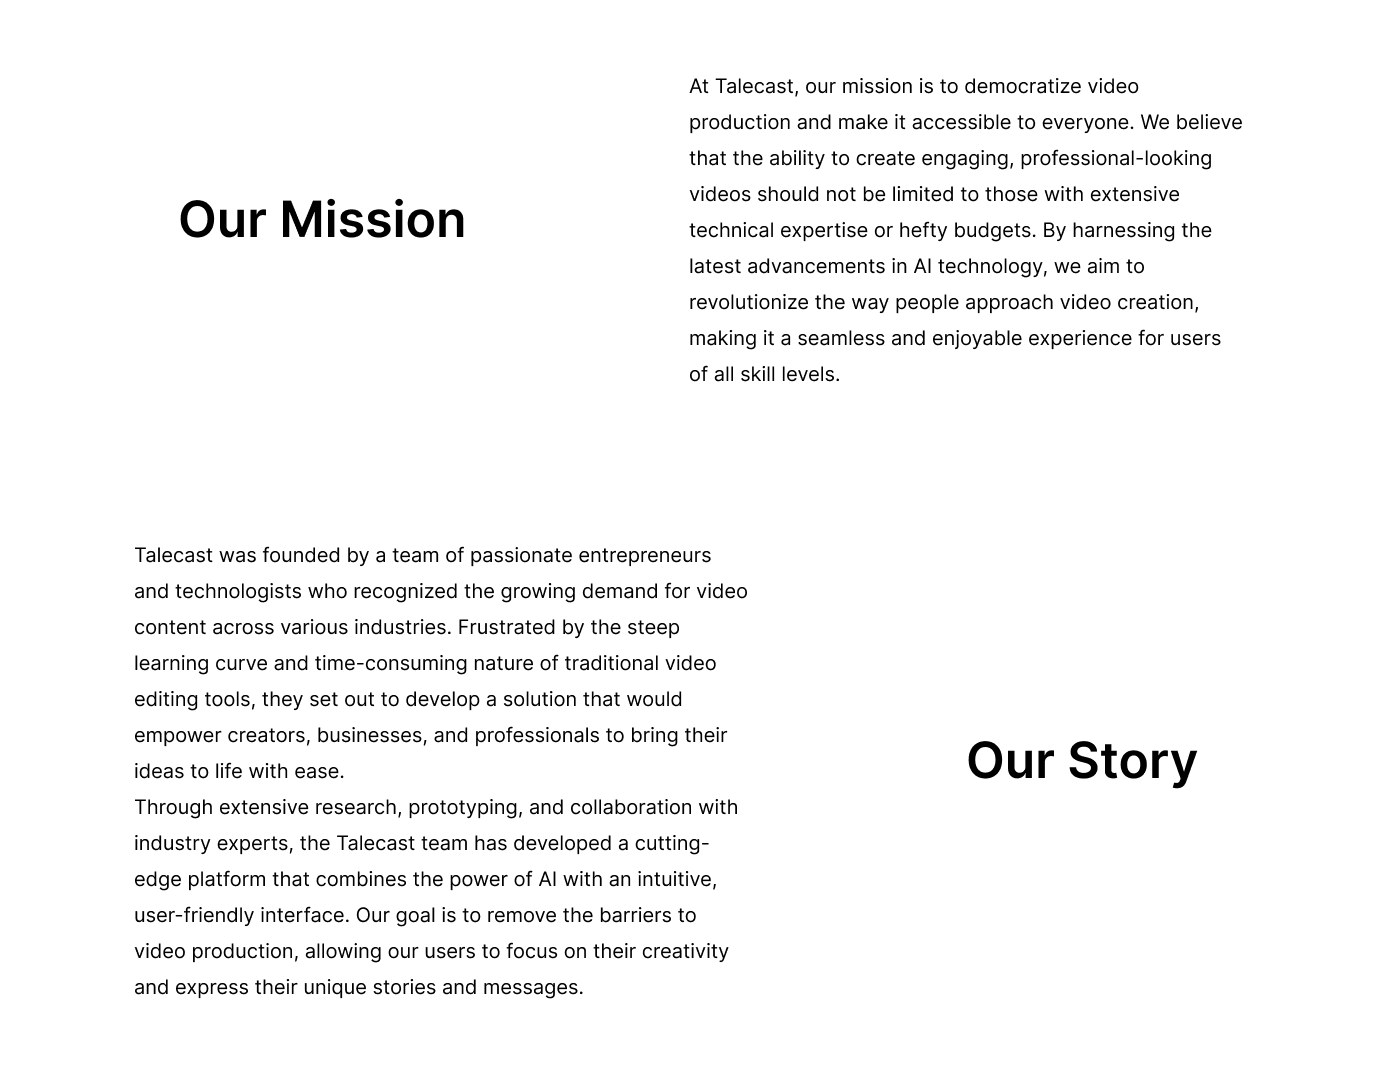 Our Mission
At Talecast, our mission is to democratize video
production and make it accessible to everyone. We believe
that the ability to create engaging, professional-looking
videos should not be limited to those with extensive
technical expertise or hefty budgets. By harnessing the
latest advancements in AI technology, we aim to
revolutionize the way people approach video creation,
making it a seamless and enjoyable experience for users
of all skill levels.
Talecast was founded by a team of passionate entrepreneurs
and technologists who recognized the growing demand for video
content across various industries. Frustrated by the steep
learning curve and time-consuming nature of traditional video
editing tools, they set out to develop a solution that would
empower creators, businesses, and professionals to bring their
ideas to life with ease.
Through extensive research, prototyping, and collaboration with
industry experts, the Talecast team has developed a cutting-
edge platform that combines the power of AI with an intuitive,
user-friendly interface. Our goal is to remove the barriers to
video production, allowing our users to focus on their creativity
and express their unique stories and messages.
Our Story